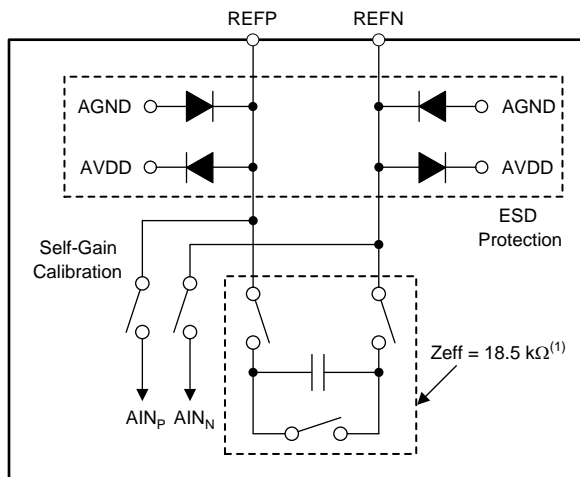 REFP
REFN
AGND
AGND
AVDD
AVDD
ESD
Protection
Self-Gain
Calibration
Zeff = 18.5 kΩ(1)
AINP
AINN